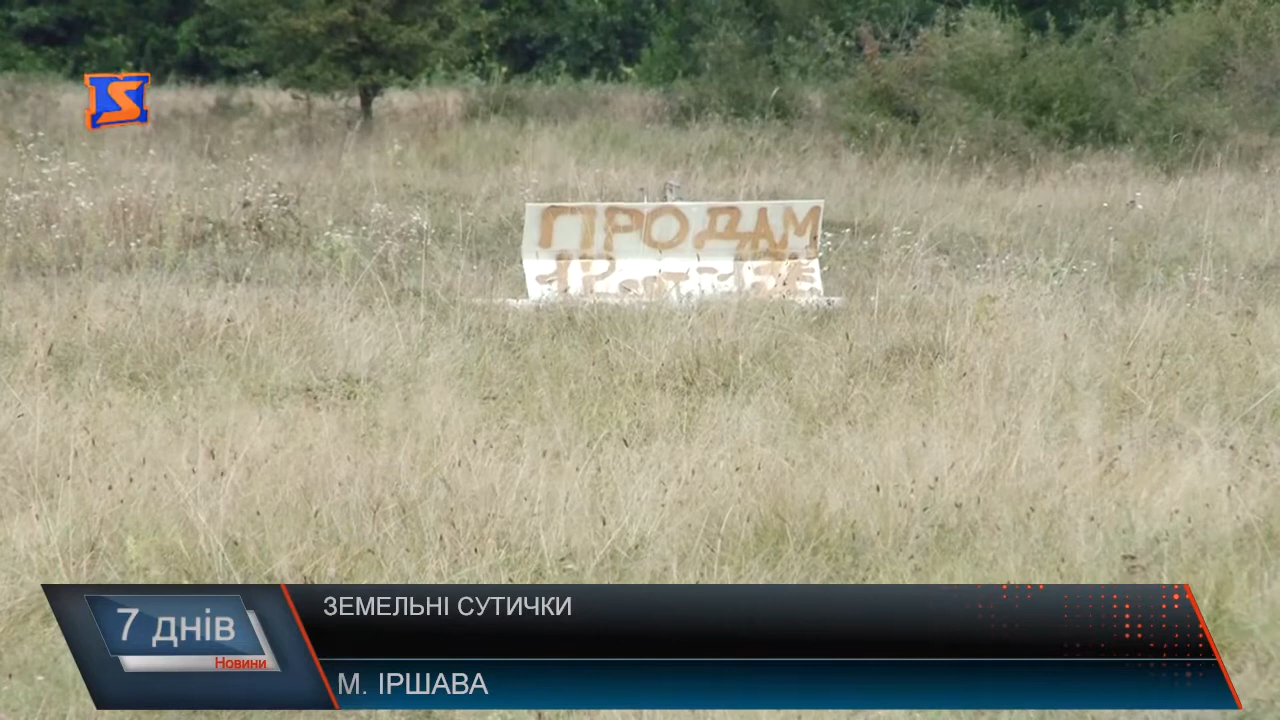 ПРОДАМ
7 днів
Новини
ЗЕМЕЛЬНІ СУТИЧКИ
М. ІРШАВА